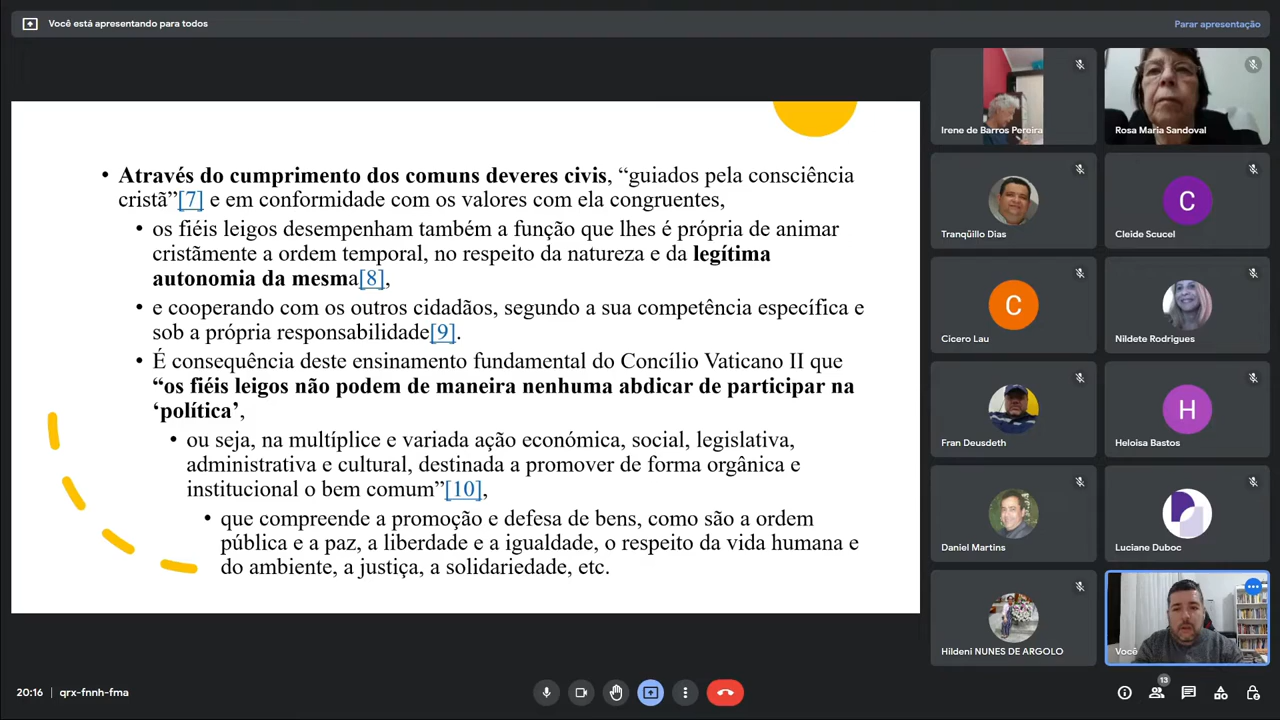 Você está apresentando para todos
Parar apresentação
• Através do cumprimento dos comuns deveres civis, “guiados pela consciência
cristã”[7] e em conformidade com os valores com ela congruentes,
• os fiéis leigos desempenham também a função que lhes é própria de animar
cristãmente a ordem temporal, no respeito da natureza e da legítima
autonomia da mesma[8],
• e cooperando com os outros cidadãos, segundo a sua competência específica e
sob a própria responsabilidade[9].
• É consequência deste ensinamento fundamental do Concílio Vaticano II que
“os fiéis leigos não podem de maneira nenhuma abdicar de participar na
‘política’,
• ou seja, na multíplice e variada ação económica, social, legislativa,
administrativa e cultural, destinada a promover de forma orgânica e
institucional o bem comum”[10],
• que compreende a promoção e defesa de bens, como são a ordem
pública e a paz, a liberdade e a igualdade, o respeito da vida humana e
do ambiente, a justiça, a solidariedade, etc.
Irene de Barros Pereira
Rosa Maria Sandoval
Tranqüillo Dias
C
Cleide Scucel
C
Cicero Lau
Nildete Rodrigues
Fran Deusdeth
H
Heloisa Bastos
Daniel Martins
Luciane Duboc
Hildeni NUNES DE ARGOLO
Você
20:16 | qrx-fnnh-fma
13